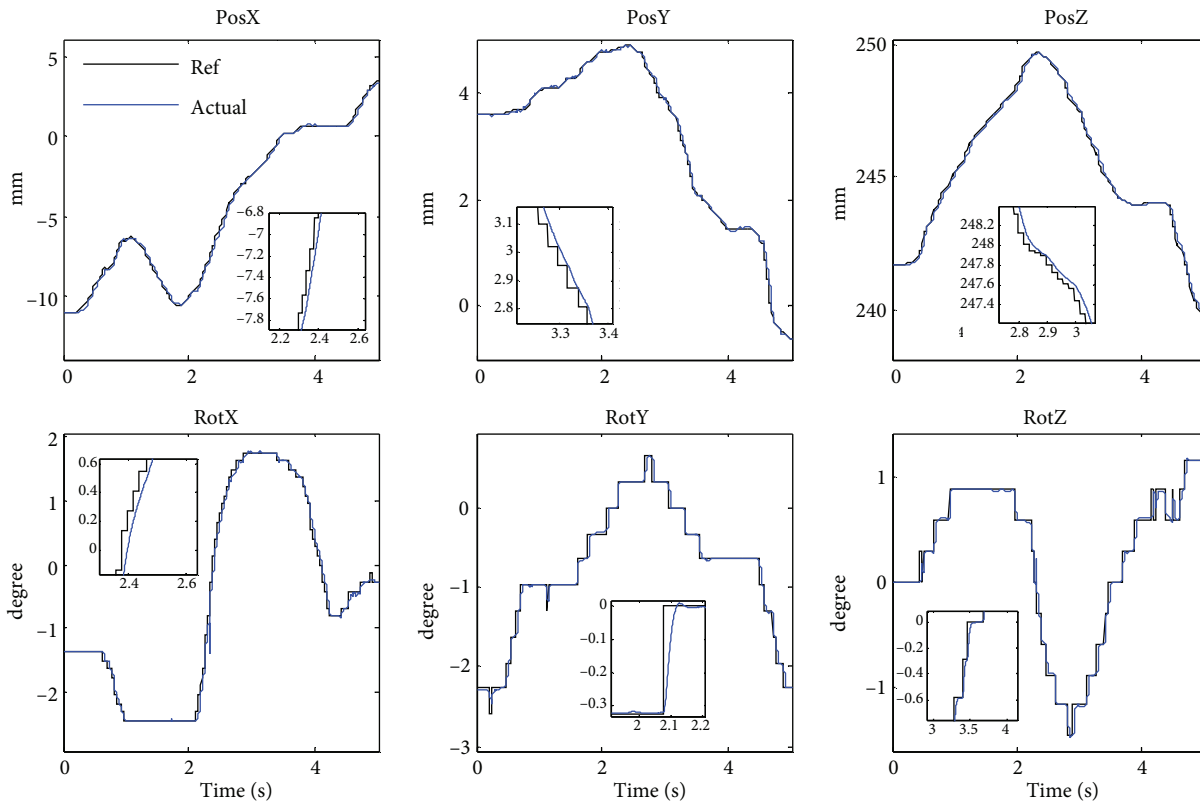 PosX PosY PosZ
5 0 −5 −10
mm
Ref
Actual
−6.8 −7 −7.2 −7.4 −7.6 −7.8
2.2 2.4 2.6
0 2 4
4 2 0
mm
3.1 3 2.9 2.8
3.3 3.4
0 2 4
250 245 240
mm
248.2 248 247.8 247.6 247.4
2.8 2.9 3
4
0 2 4
RotX RotY RotZ
2 1 0 −1 −2
degree
0.6 0.4 0.2 0
2.4 2.6
0 2 4
Time (s)
0 −1 −2 −3
degree
0 −0.1 −0.2 −0.3
2 2.1 2.2
0 2 4
Time (s)
1 0 −1
degree
0 −0.2 −0.4 −0.6
3 3.5 4
0 2 4
Time (s)